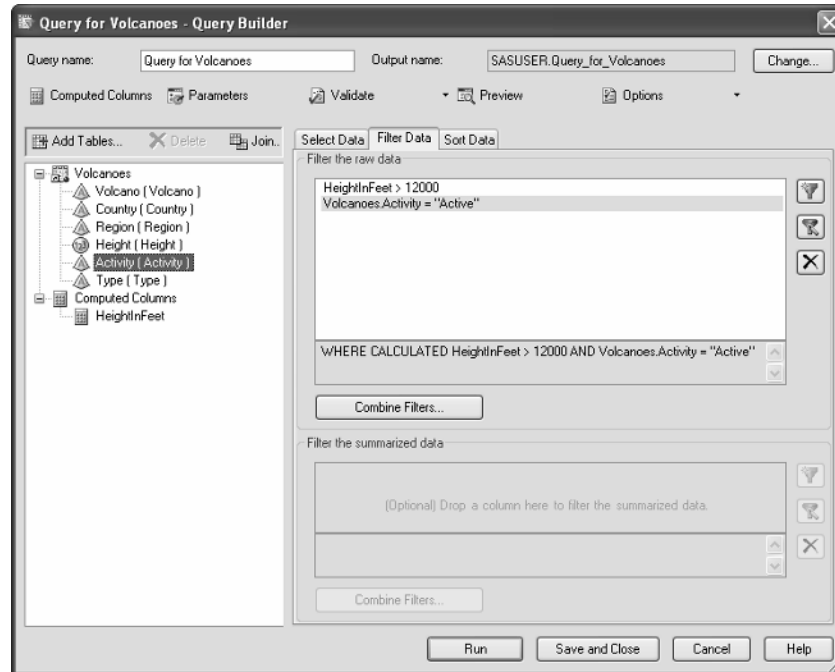 Query for Volcanoes - Query Builder
Query name: Query for Volcanoes Output name: SASUSER.Query_for_Volcanoes Change...
Computed Columns Parameters Validate Preview Options
Add Tables... Delete Join..
Select Data Filter Data Sort Data
Filter the raw data
Volcanoes
Volcano ( Volcano )
Country ( Country )
Region ( Region )
Height ( Height )
Activity ( Activity )
Type ( Type )
Computed Columns
HeightInFeet
HeightInFeet > 12000
Volcanoes.Activity = "Active"
WHERE CALCULATED HeightInFeet > 12000 AND Volcanoes.Activity = "Active"
Combine Filters...
Filter the summarized data
(Optional) Drop a column here to filter the summarized data.
Combine Filters...
Run Save and Close Cancel Help